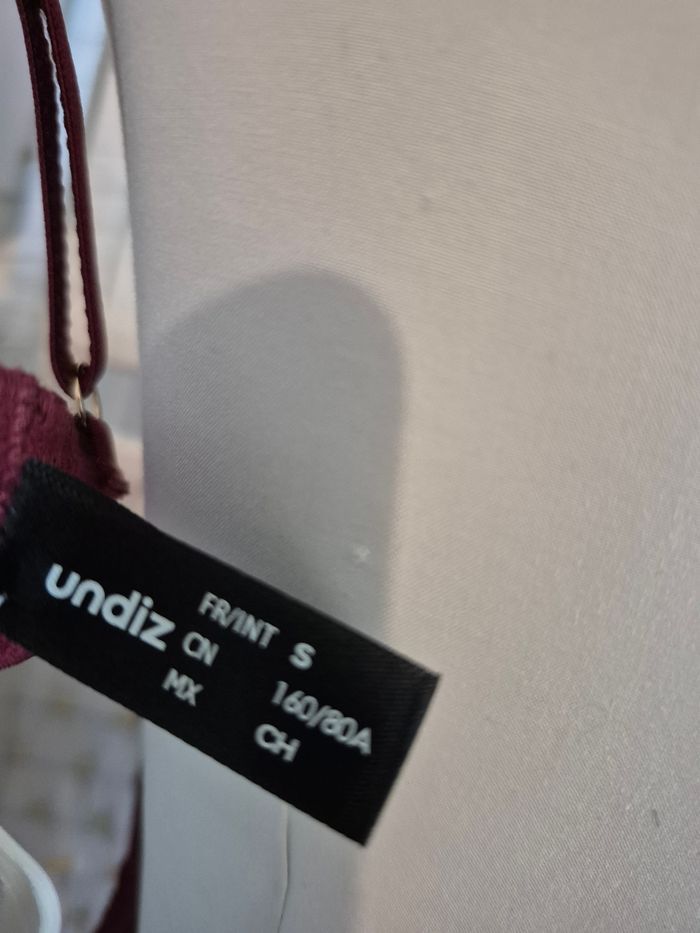 undiz
FR/INT S
CN 160/80A
MX CH